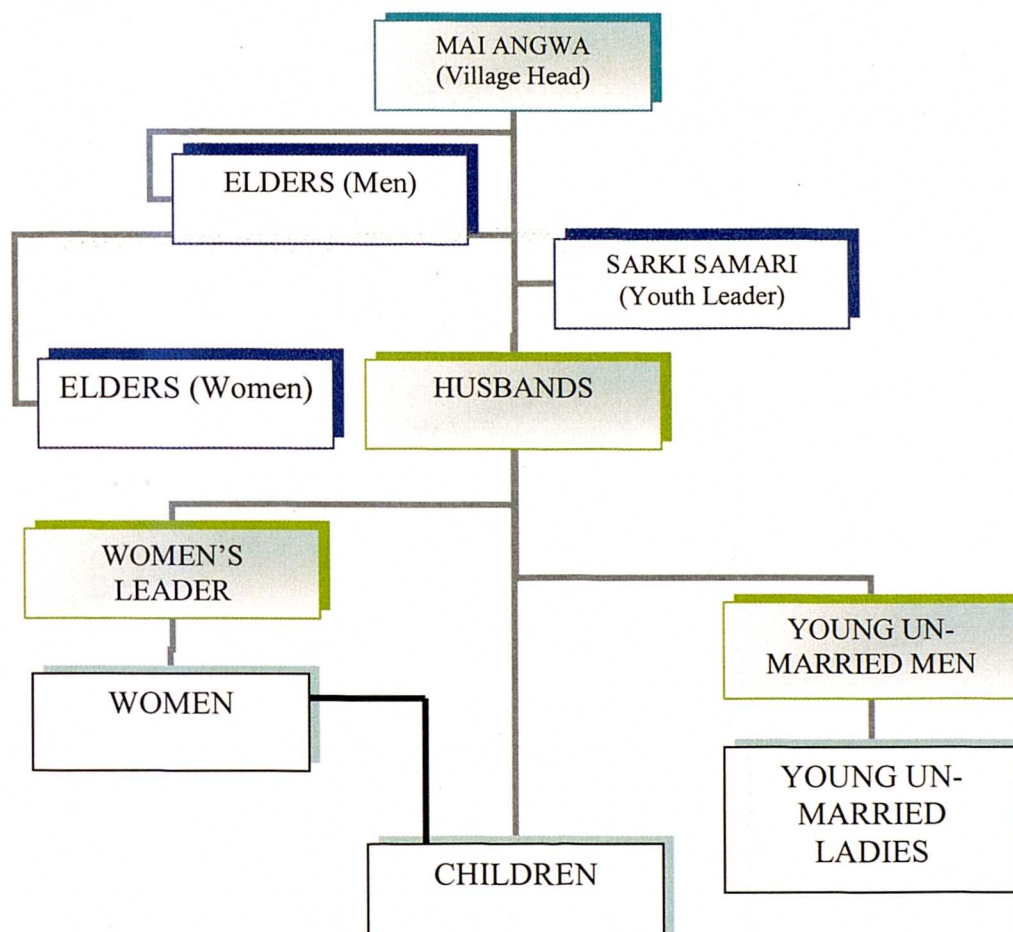 MAI ANGWA
(Village Head)
ELDERS (Men)
SARKI SAMARI
(Youth Leader)
ELDERS (Women)
HUSBANDS
WOMEN'S
LEADER
YOUNG UN-
MARRIED MEN
WOMEN
YOUNG UN-
MARRIED
LADIES
CHILDREN